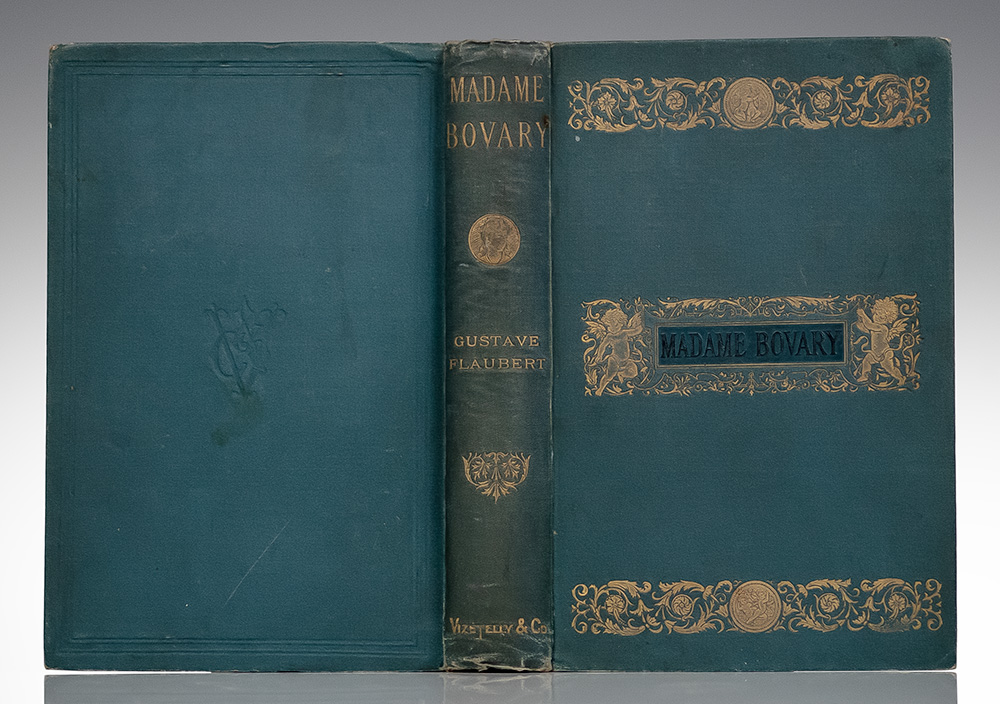 MADAME
BOVARY
GUSTAVE
FLAUBERT
VIZETELLY & CO.
MADAME BOVARY